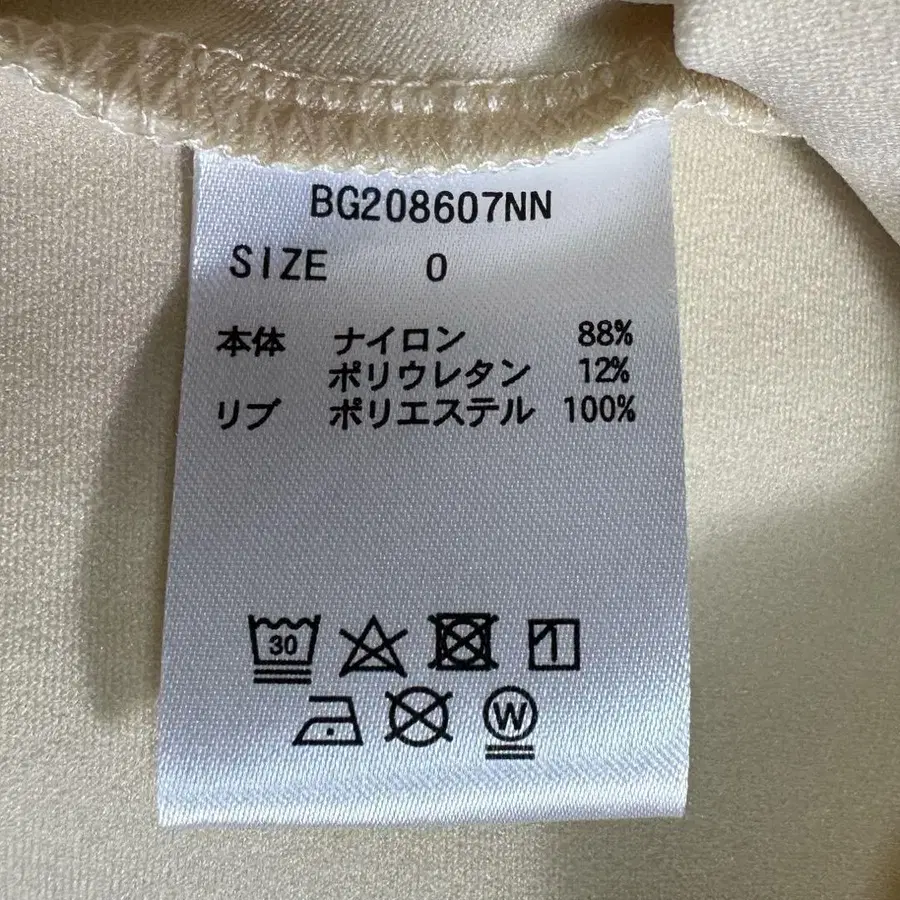 BG208607NN
SIZE 0
本体 ナイロン 88%
ポリウレタン 12%
リブ ポリエステル 100%
30
W